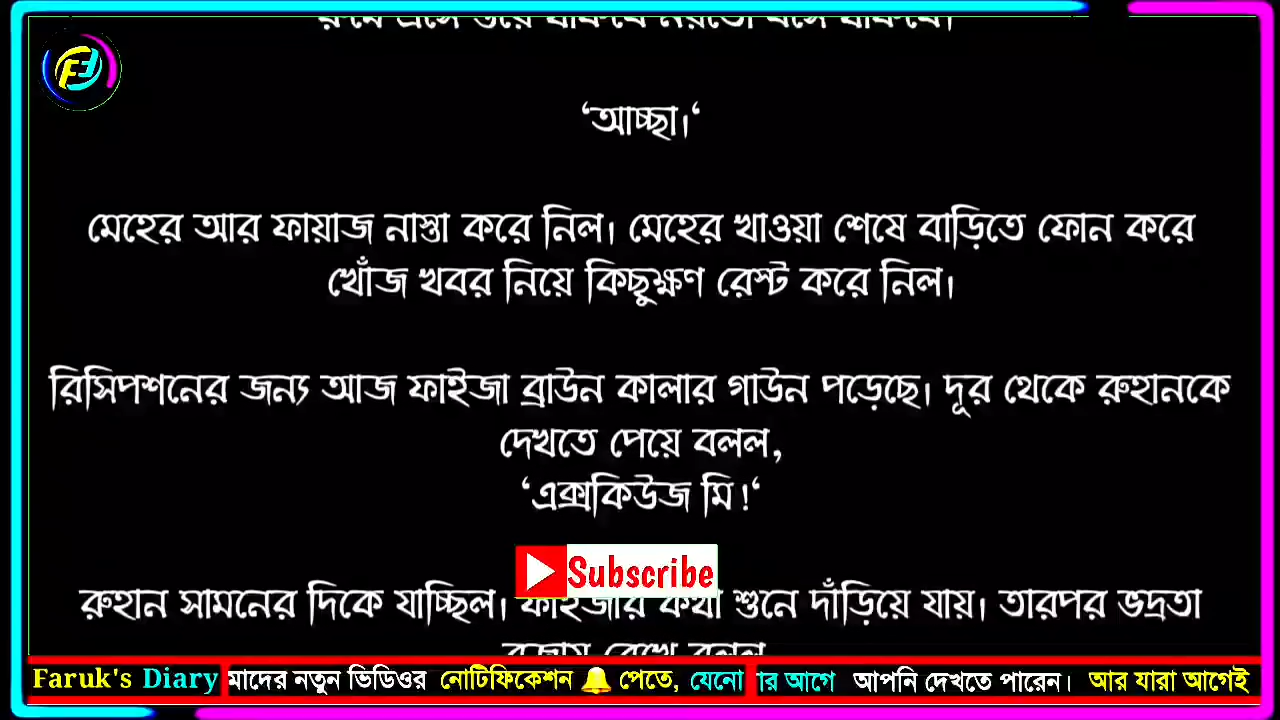 ‘আচ্ছা।‘
মেহের আর ফায়াজ নাস্তা করে নিল। মেহের খাওয়া শেষে বাড়িতে ফোন করে
খোঁজ খবর নিয়ে কিছুক্ষণ রেস্ট করে নিল।
রিসিপশনের জন্য আজ ফাইজা ব্রাউন কালার গাউন পড়েছে। দূর থেকে রুহানকে
দেখতে পেয়ে বলল,
‘এক্সকিউজ মি!‘
Subscribe
রুহান সামনের দিকে যাচ্ছিল। ফাইজার কথা শুনে দাঁড়িয়ে যায়। তারপর ভদ্রতা
Faruk's Diary মাদের নতুন ভিডিওর নোটিফিকেশন 🔔 পেতে, যেনো ার আগে আপনি দেখতে পারেন। আর যারা আগেই